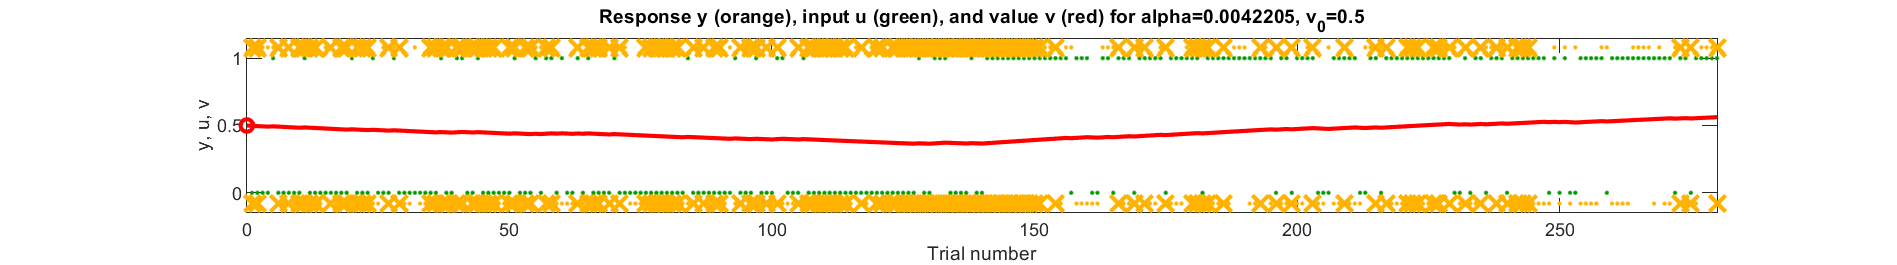 Response y (orange), input u (green), and value v (red) for alpha=0.0042205, v_0=0.5
1
0.5
0
y, u, v
0 50 100 150 200 250
Trial number